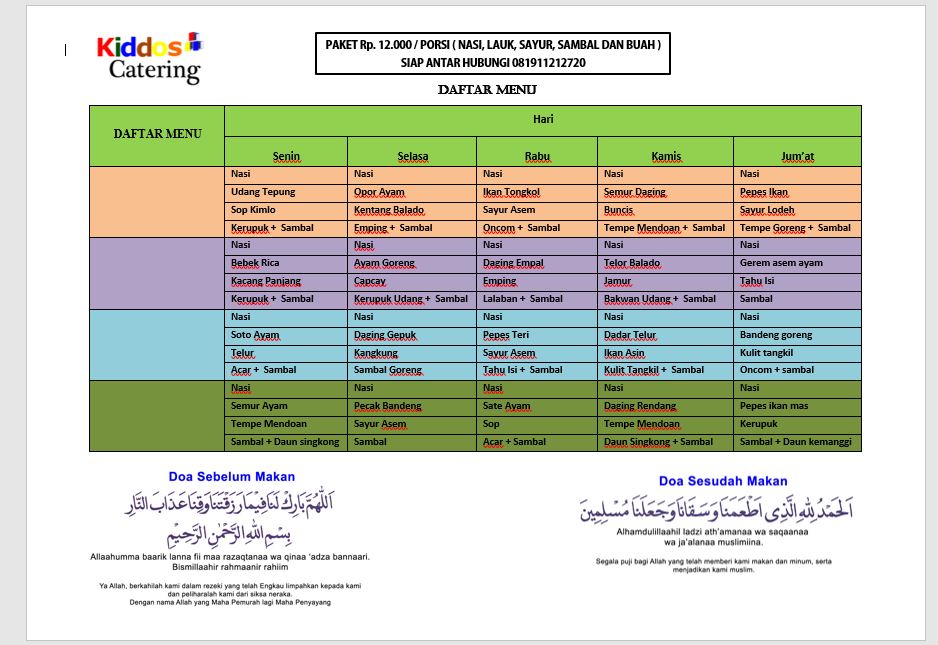 Kiddos
Catering
PAKET Rp. 12.000 / PORSI ( NASI, LAUK, SAYUR, SAMBAL DAN BUAH )
SIAP ANTAR HUBUNGI 081911212720
DAFTAR MENU
DAFTAR MENU
Hari
Senin Selasa Rabu Kamis Jum'at
Nasi Nasi Nasi Nasi Nasi
Udang Tepung Opor Ayam Ikan Tongkol Semur Daging Pepes Ikan
Sop Kimlo Kentang Balado Sayur Asem Buncis Sayur Lodeh
Kerupuk + Sambal Emping + Sambal Oncom + Sambal Tempe Mendoan + Sambal Tempe Goreng + Sambal
Nasi Nasi Nasi Nasi Nasi
Bebek Rica Ayam Goreng Daging Empal Telor Balado Gerem asem ayam
Kacang Panjang Capcay Emping Jamur Tahu Isi
Kerupuk + Sambal Kerupuk Udang + Sambal Lalaban + Sambal Bakwan Udang + Sambal Sambal
Nasi Nasi Nasi Nasi Nasi
Soto Ayam Daging Gepuk Pepes Teri Dadar Telur Bandeng goreng
Telur Kangkung Sayur Asem Ikan Asin Kulit tangkil
Acar + Sambal Sambal Goreng Tahu Isi + Sambal Kulit Tangkil + Sambal Oncom + sambal
Nasi Nasi Nasi Nasi Nasi
Semur Ayam Pecak Bandeng Sate Ayam Daging Rendang Pepes ikan mas
Tempe Mendoan Sayur Asem Sop Tempe Mendoan Kerupuk
Sambal + Daun singkong Sambal Acar + Sambal Daun Singkong + Sambal Sambal + Daun kemanggi
Doa Sebelum Makan
اَللّٰهُمَّ بَارِكْ لَنَا فِيْمَا رَزَقْتَنَا وَقِنَا عَذَابَ النَّارِ
بِسْمِ اللهِ الرَّحْمٰنِ الرَّحِيْمِ
Allaahumma baarik lanna fii maa razaqtanaa wa qinaa 'adza bannaari.
Bismillaahir rahmaanir rahiim
Ya Allah, berkahilah kami dalam rezeki yang telah Engkau limpahkan kepada kami
dan peliharalah kami dari siksa neraka.
Dengan nama Allah yang Maha Pemurah lagi Maha Penyayang
Doa Sesudah Makan
اَلْحَمْدُ لِلّٰهِ الَّذِى اَطْعَمَنَا وَسَقَانَا وَجَعَلَنَا مُسْلِمِيْنَ
Alhamdulillaahil ladzi ath'amanaa wa saqaanaa
wa ja'alanaa muslimiina.
Segala puji bagi Allah yang telah memberi kami makan dan minum, serta
menjadikan kami muslim.